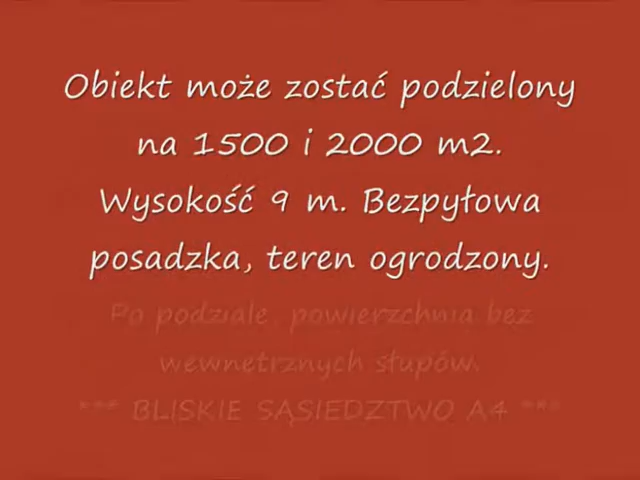 Obiekt może zostać podzielony
na 1500 i 2000 m2.
Wysokość 9 m. Bezpyłowa
posadzka, teren ogrodzony.
Po podziale, powierzchnia bez
wewnetrznych słupów.
*** BLISKIE SĄSIEDZTWO A4 ***